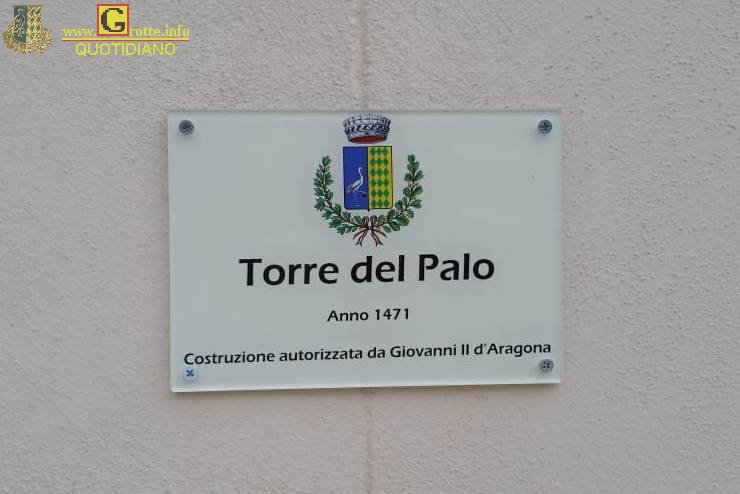 www.Grotte.info
QUOTIDIANO
Torre del Palo
Anno 1471
Costruzione autorizzata da Giovanni II d'Aragona